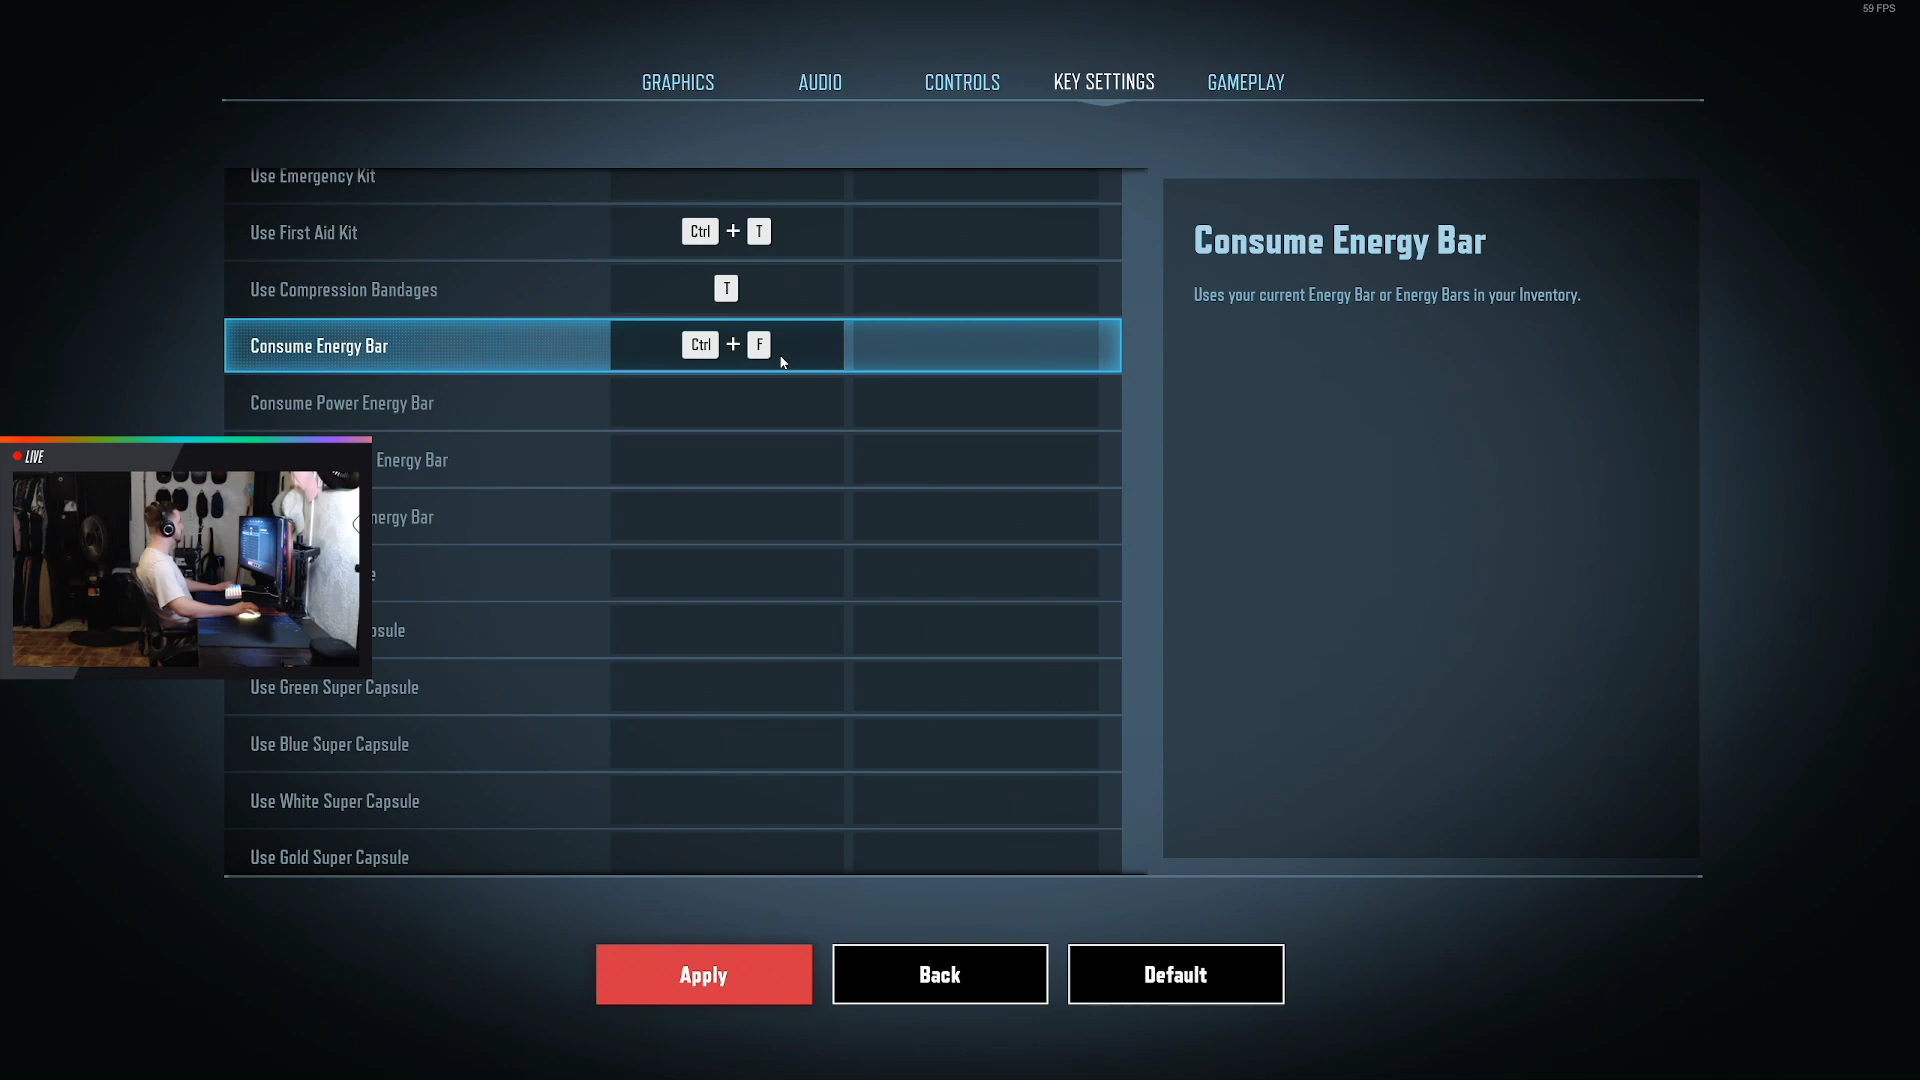 59 FPS
GRAPHICS AUDIO CONTROLS KEY SETTINGS GAMEPLAY
Use Emergency Kit
Use First Aid Kit Ctrl + T
Use Compression Bandages T
Consume Energy Bar Ctrl + F
Consume Power Energy Bar
Energy Bar
nergy Bar
e
psule
Use Green Super Capsule
Use Blue Super Capsule
Use White Super Capsule
Use Gold Super Capsule
LIVE
Consume Energy Bar
Uses your current Energy Bar or Energy Bars in your Inventory.
Apply Back Default